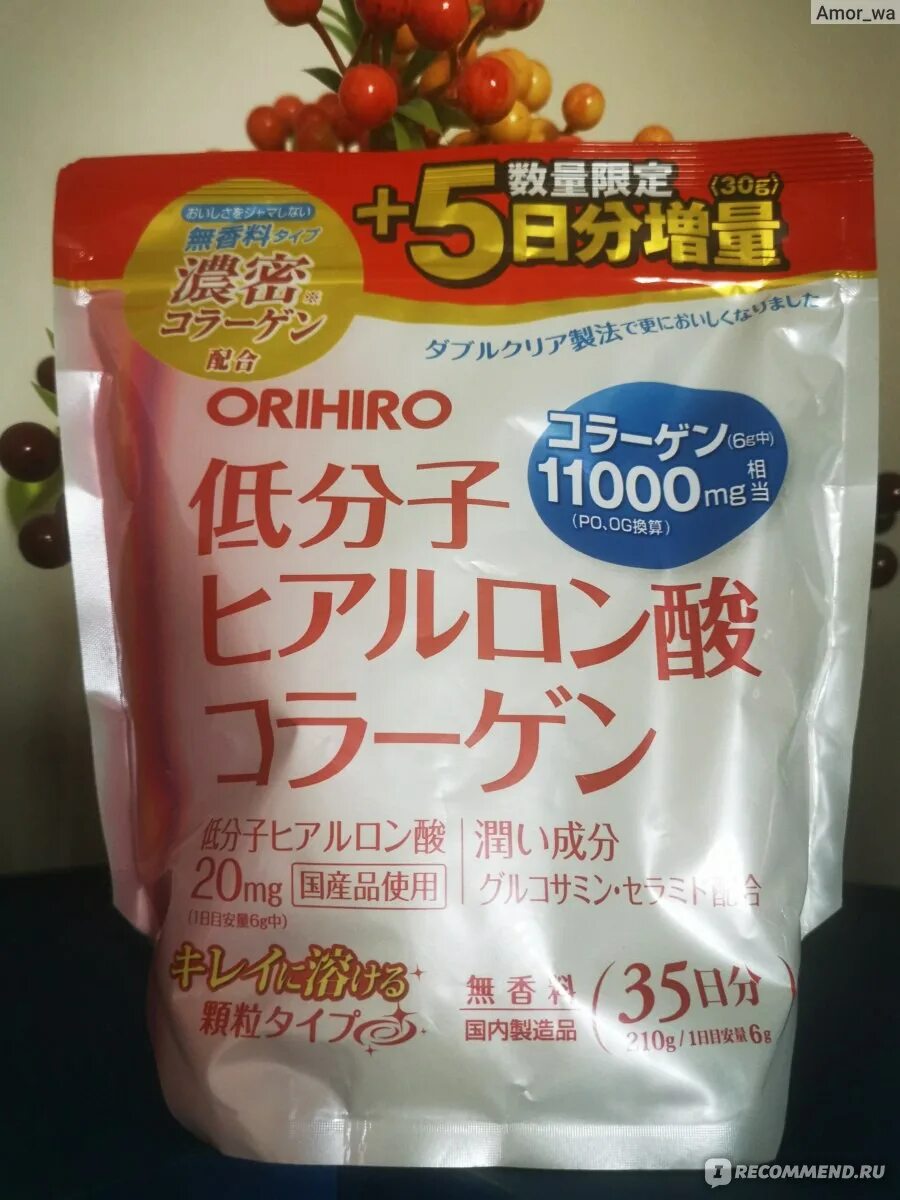 Amor_wa
数量限定
+5日分増量
(30g)
おいしさをジャマしない
無香料タイプ
濃密※
コラーゲン
配合
ダブルクリア製法で更においしくなりました
ORIHIRO
コラーゲン(6g中)
11000mg相当
(PO、OG換算)
低分子
ヒアルロン酸
コラーゲン
低分子ヒアルロン酸
20mg 国産品使用
(1日目安量6g中)
潤い成分
グルコサミン・セラミド配合
キレイに溶ける
顆粒タイプ
無香料
国内製造品
(35日分)
210g/1日目安量6g
IRECOMMEND.RU